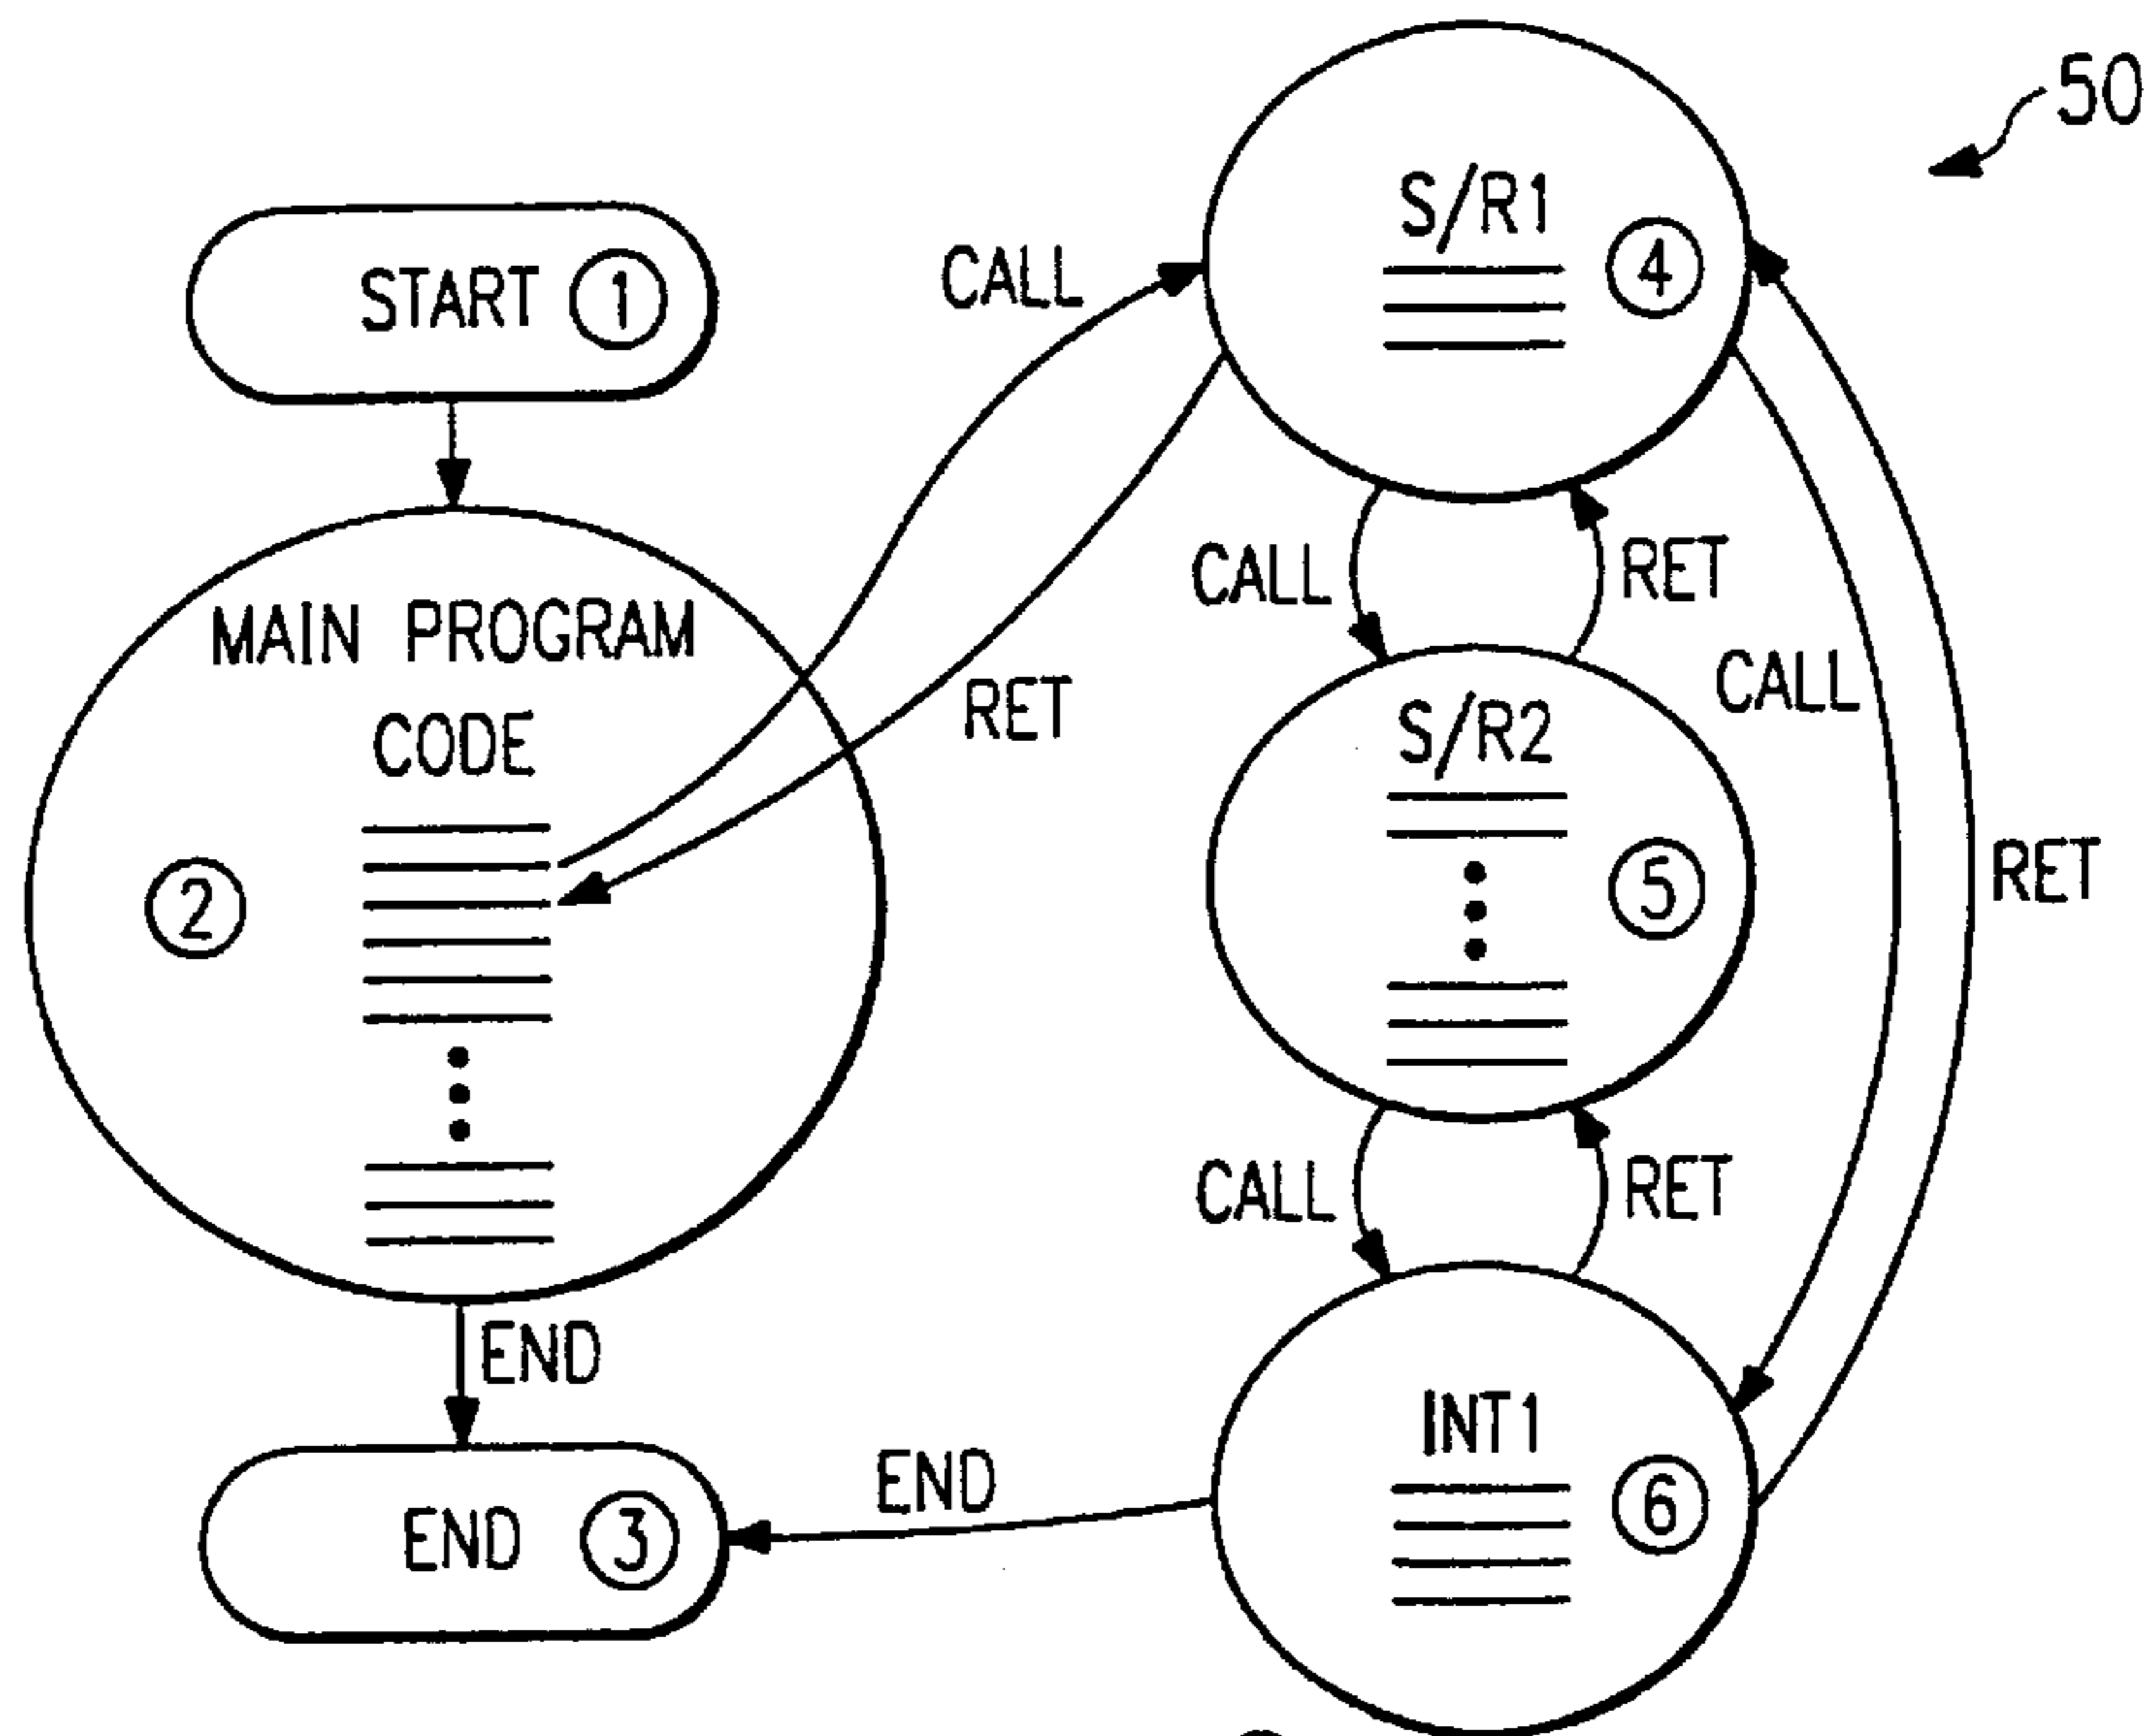 50
START 1
MAIN PROGRAM
CODE
2
END
END 3
CALL
RET
S/R1
4
CALL
RET
CALL
RET
S/R2
5
CALL
RET
INT1
6
END